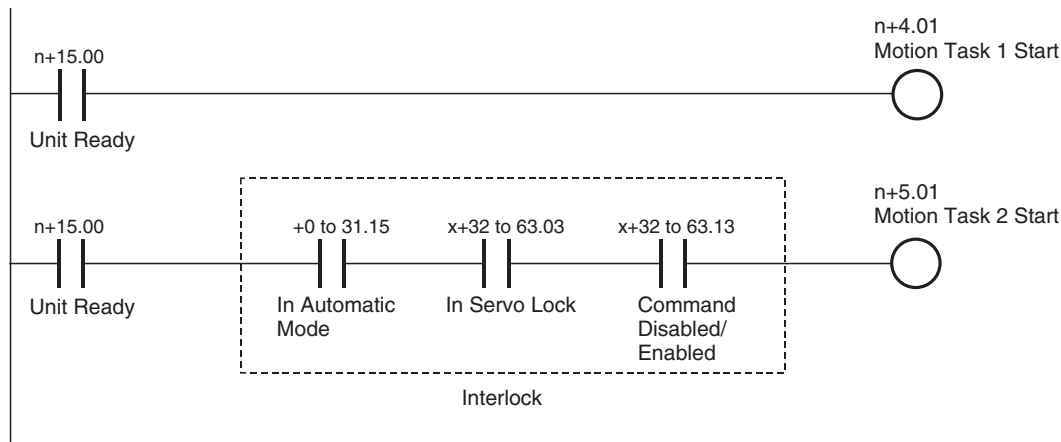 n+4.01
Motion Task 1 Start
n+15.00
Unit Ready
n+5.01
Motion Task 2 Start
n+15.00
+0 to 31.15
x+32 to 63.03
x+32 to 63.13
Unit Ready
In Automatic
Mode
In Servo Lock
Command
Disabled/
Enabled
Interlock